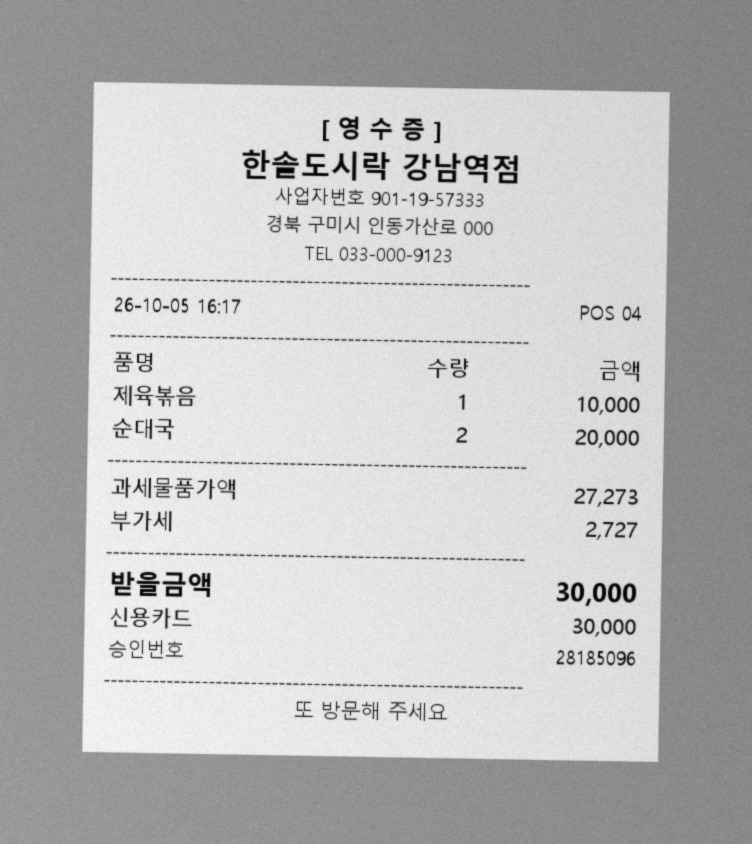 [ 영 수 증 ]
한솥도시락 강남역점
사업자번호 901-19-57333
경북 구미시 인동가산로 000
TEL 033-000-9123
26-10-05 16:17 POS 04
품명 수량 금액
제육볶음 1 10,000
순대국 2 20,000
과세물품가액 27,273
부가세 2,727
받을금액 30,000
신용카드 30,000
승인번호 28185096
또 방문해 주세요